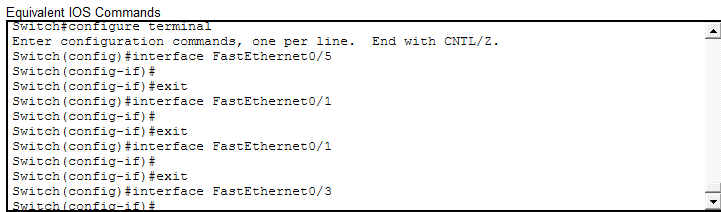 Equivalent IOS Commands
Switch#configure terminal
Enter configuration commands, one per line.  End with CNTL/Z.
Switch(config)#interface FastEthernet0/5
Switch(config-if)#
Switch(config-if)#exit
Switch(config)#interface FastEthernet0/1
Switch(config-if)#
Switch(config-if)#exit
Switch(config)#interface FastEthernet0/1
Switch(config-if)#
Switch(config-if)#exit
Switch(config)#interface FastEthernet0/3
Switch(config-if)#